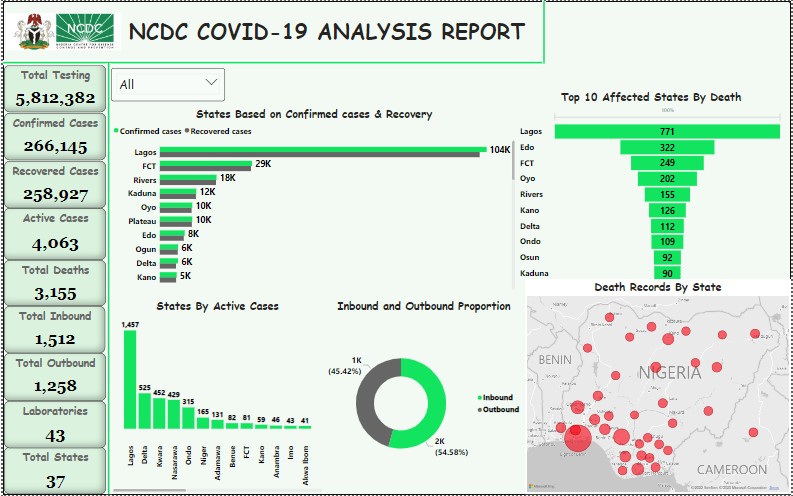 NCDC
NIGERIA CENTRE FOR DISEASE
CONTROL AND PREVENTION
NCDC COVID-19 ANALYSIS REPORT
Total Testing
5,812,382
Confirmed Cases
266,145
Recovered Cases
258,927
Active Cases
4,063
Total Deaths
3,155
Total Inbound
1,512
Total Outbound
1,258
Laboratories
43
Total States
37
All
States Based on Confirmed cases & Recovery
Confirmed cases Recovered cases
Lagos 104K
FCT 29K
Rivers 18K
Kaduna 12K
Oyo 10K
Plateau 10K
Edo 8K
Ogun 6K
Delta 6K
Kano 5K
Top 10 Affected States By Death
100%
Lagos 771
Edo 322
FCT 249
Oyo 202
Rivers 155
Kano 126
Delta 112
Ondo 109
Osun 92
Kaduna 90
States By Active Cases
1,457
525
452
429
315
165
131
82
81
59
46
43
41
Lagos
Delta
Kwara
Nasarawa
Ondo
Niger
Adamawa
Benue
FCT
Kano
Anambra
Imo
Akwa Ibom
Inbound and Outbound Proportion
1K
(45.42%)
2K
(54.58%)
Inbound
Outbound
Death Records By State
BENIN
NIGERIA
CAMEROON